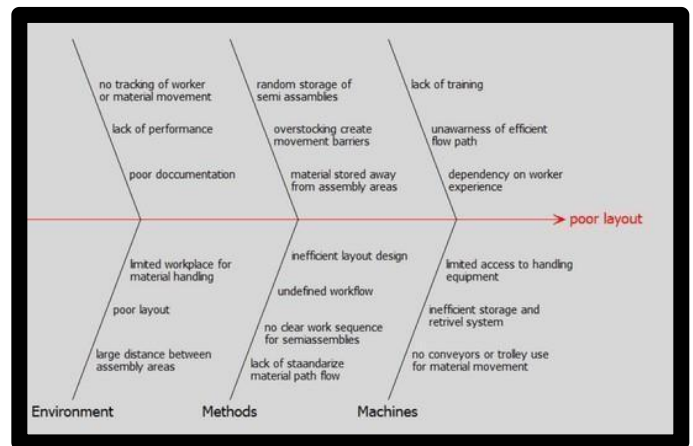 no tracking of worker
or material movement
lack of performance
poor doccumentation
random storage of
semi assamblies
overstocking create
movement barriers
material stored away
from assembly areas
lack of training
unawarness of efficient
flow path
dependency on worker
experience
poor layout
limited workplace for
material handling
poor layout
large distance between
assembly areas
inefficient layout design
undefined workflow
no clear work sequence
for semiassemblies
lack of staandarize
material path flow
limited access to handling
equipment
inefficient storage and
retrivel system
no conveyors or trolley use
for material movement
Environment
Methods
Machines